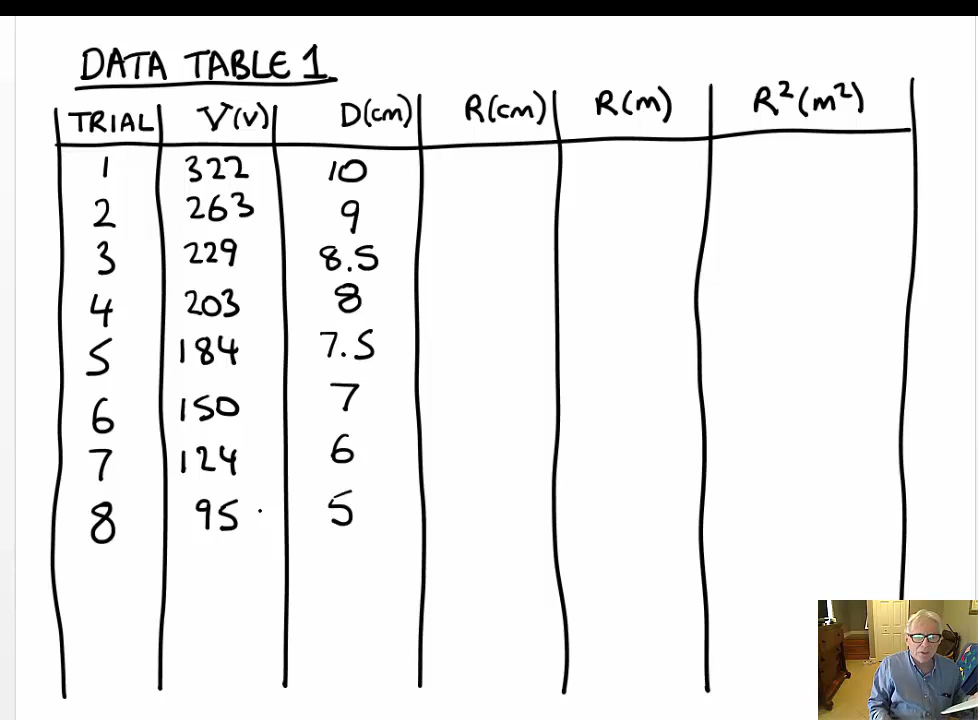 DATA TABLE 1
TRIAL V(v) D(cm) R(cm) R(m) R²(m²)
1 322 10
2 263 9
3 229 8.5
4 203 8
5 184 7.5
6 150 7
7 124 6
8 95 5